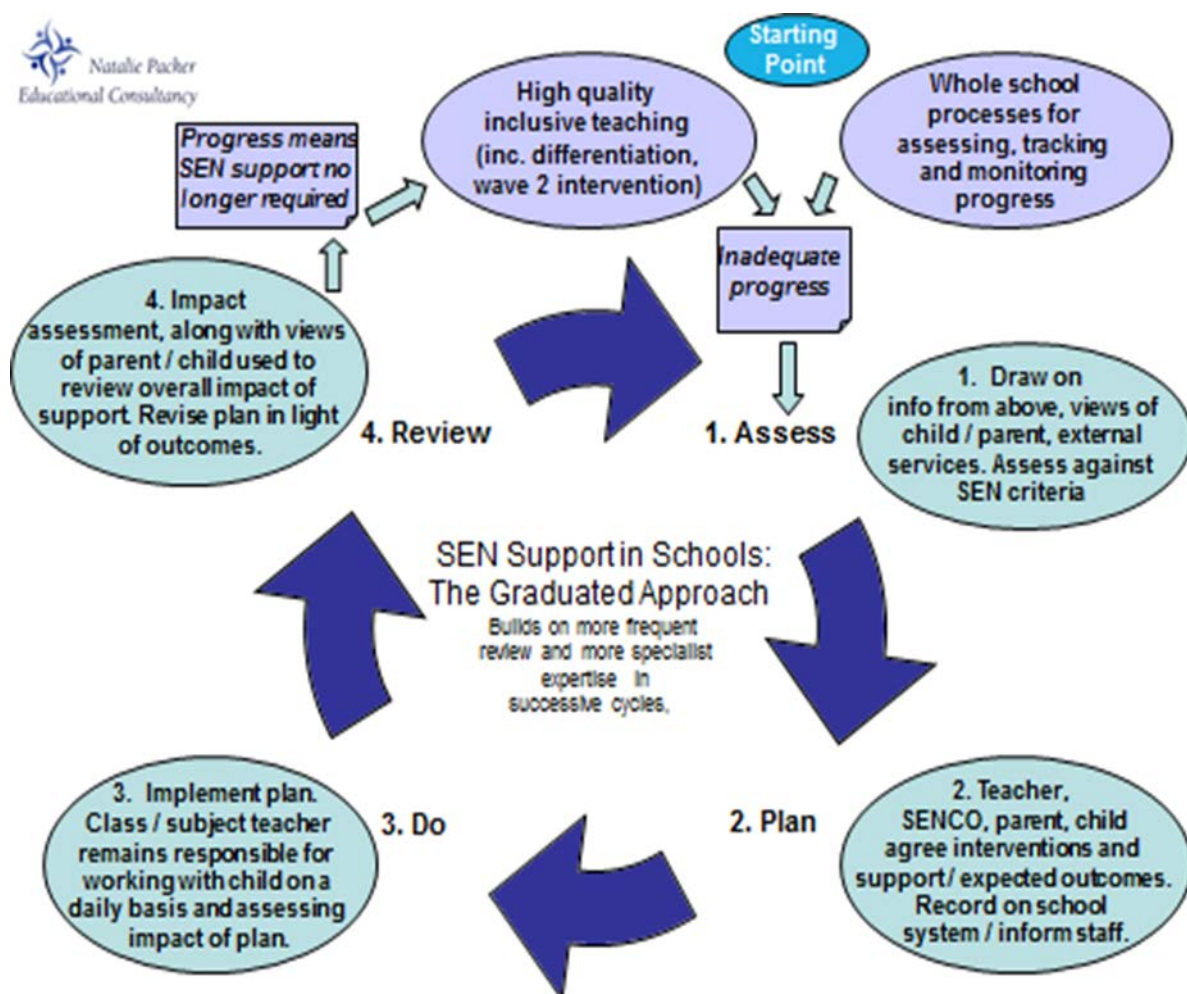 Natalie Packer
Educational Consultancy
Starting
Point
High quality
inclusive teaching
(inc. differentiation,
wave 2 intervention)
Whole school
processes for
assessing, tracking
and monitoring
progress
Progress means
SEN support no
longer required
Inadequate
progress
4. Impact
assessment, along with views
of parent / child used to
review overall impact of
support. Revise plan in light
of outcomes.
4. Review
1. Assess
1. Draw on
info from above, views of
child / parent, external
services. Assess against
SEN criteria
SEN Support in Schools:
The Graduated Approach
Builds on more frequent
review and more specialist
expertise in
successive cycles,
3. Implement plan.
Class / subject teacher
remains responsible for
working with child on a
daily basis and assessing
impact of plan.
3. Do
2. Plan
2. Teacher,
SENCO, parent, child
agree interventions and
support / expected outcomes.
Record on school
system / inform staff.